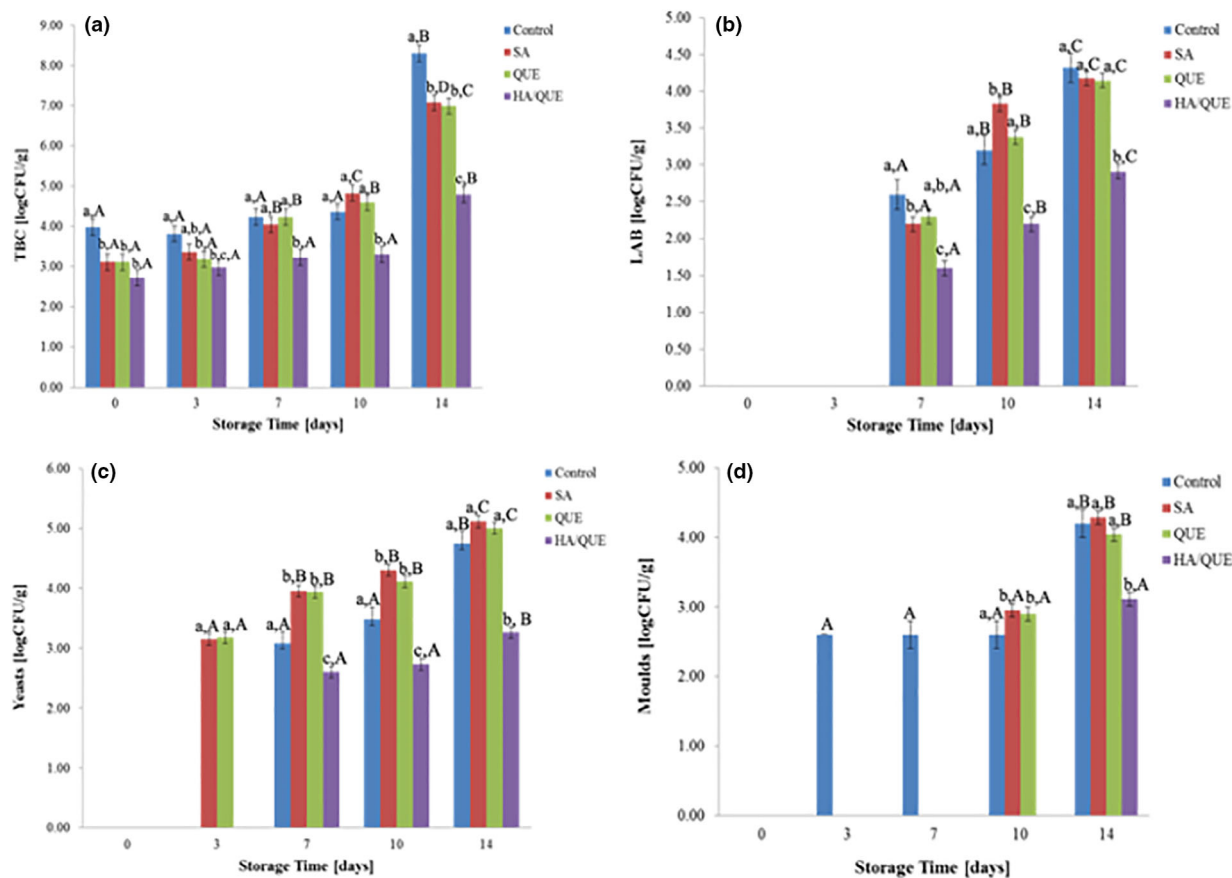 (a)
TBC [logCFU/g]
9.00
8.00
7.00
6.00
5.00
4.00
3.00
2.00
1.00
0.00
a,A
b,A
b,A
b,A
a,A
a,b,A
b,A
b,c,A
a,A
a,B
a,B
b,A
a,A
a,C
a,B
b,A
a,B
b,D
b,C
c,B
Control
SA
QUE
HA/QUE
0 3 7 10 14
Storage Time [days]
(b)
LAB [logCFU/g]
5.00
4.50
4.00
3.50
3.00
2.50
2.00
1.50
1.00
0.50
0.00
a,A
b,A
a,b,A
c,A
a,B
b,B
a,B
c,B
a,C
a,C
a,C
b,C
Control
SA
QUE
HA/QUE
0 3 7 10 14
Storage Time [days]
(c)
Yeasts [logCFU/g]
6.00
5.00
4.00
3.00
2.00
1.00
0.00
a,A
a,A
a,A
b,B
b,B
c,A
a,A
b,B
b,B
c,A
a,B
a,C
a,C
b, B
Control
SA
QUE
HA/QUE
0 3 7 10 14
Storage Time [days]
(d)
Moulds [logCFU/g]
5.00
4.00
3.00
2.00
1.00
0.00
A
A
a,A
b,A
b,A
a,B
a,B
a,B
b,A
Control
SA
QUE
HA/QUE
0 3 7 10 14
Storage Time [days]